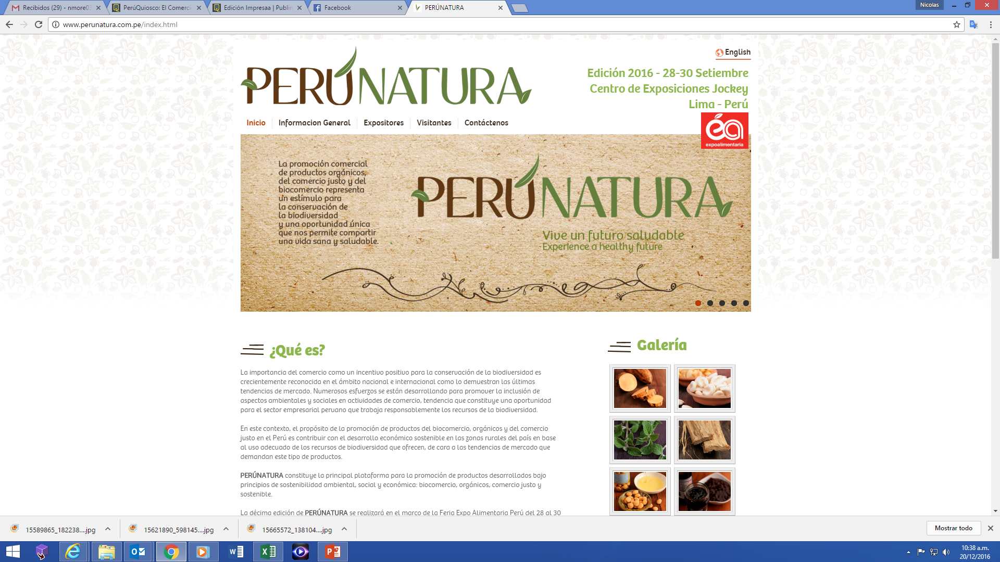 Recibidos (29) - nmore03
PerúQuiosco: El Comerci
Edición Impresaa | Publim
Facebook
PERÚNATURA
Nicolas
www.perunatura.com.pe/index.html
PERÚNATURA
English
Edición 2016 - 28-30 Setiembre
Centro de Exposiciones Jockey
Lima - Perú
Inicio
Informacion General
Expositores
Visitantes
Contáctenos
éa
expoalimentaria
La promoción comercial
de productos orgánicos,
del comercio justo y del
biocomercio representa
un estímulo para
la conservación de
la biodiversidad
y una oportunidad única
que nos permite compartir
una vida sana y saludable.
PERÚNATURA
Vive un futuro saludable
Experience a healthy future
¿Qué es?
La importancia del comercio como un incentivo positivo para la conservación de la biodiversidad es
crecientemente reconocida en el ámbito nacional e internacional como lo demuestran las últimas
tendencias de mercado. Numerosos esfuerzos se están desarrollando para promover la inclusión de
aspectos ambientales y sociales en actividades de comercio, tendencia que constituye una oportunidad
para el sector empresarial peruano que trabaja responsablemente los recursos de la biodiversidad.
En este contexto, el propósito de la promoción de productos del biocomercio, orgánicos y del comercio
justo en el Perú es contribuir con el desarrollo económico sostenible en las zonas rurales del país en base
al uso adecuado de los recursos de biodiversidad que ofrecen, de cara a las tendencias de mercado que
demandan este tipo de productos.
PERÚNATURA constituye la principal plataforma para la promoción de productos desarrollados bajo
principios de sostenibilidad ambiental, social y económica: biocomercio, orgánicos, comercio justo y
sostenible.
La décima edición de PERÚNATURA se realizará en el marco de la Feria Expo Alimentaria Perú del 28 al 30
Galería
15589865_182238....jpg
15621890_598145....jpg
15665572_138104....jpg
Mostrar todo
10:38 a.m.
20/12/2016